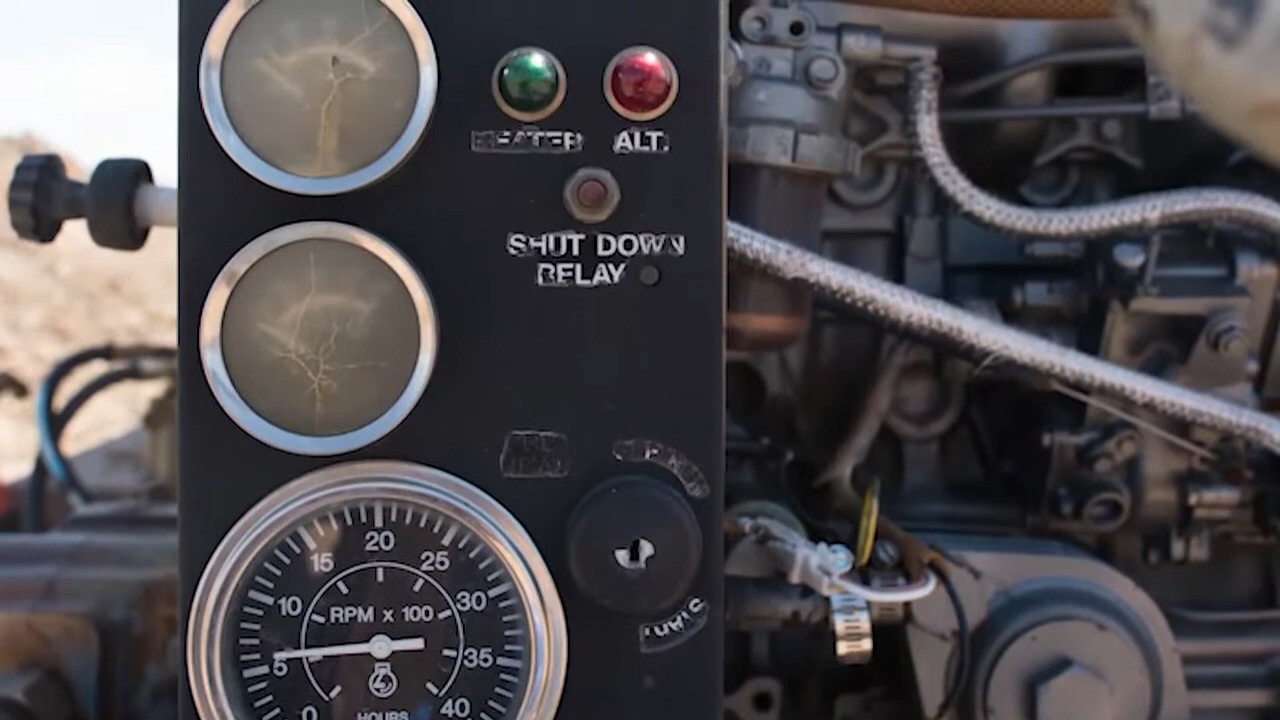 HEATER ALT.
SHUT DOWN
RELAY
20
15 25
10 30
RPM x 100
5 35
0 40
HOURS